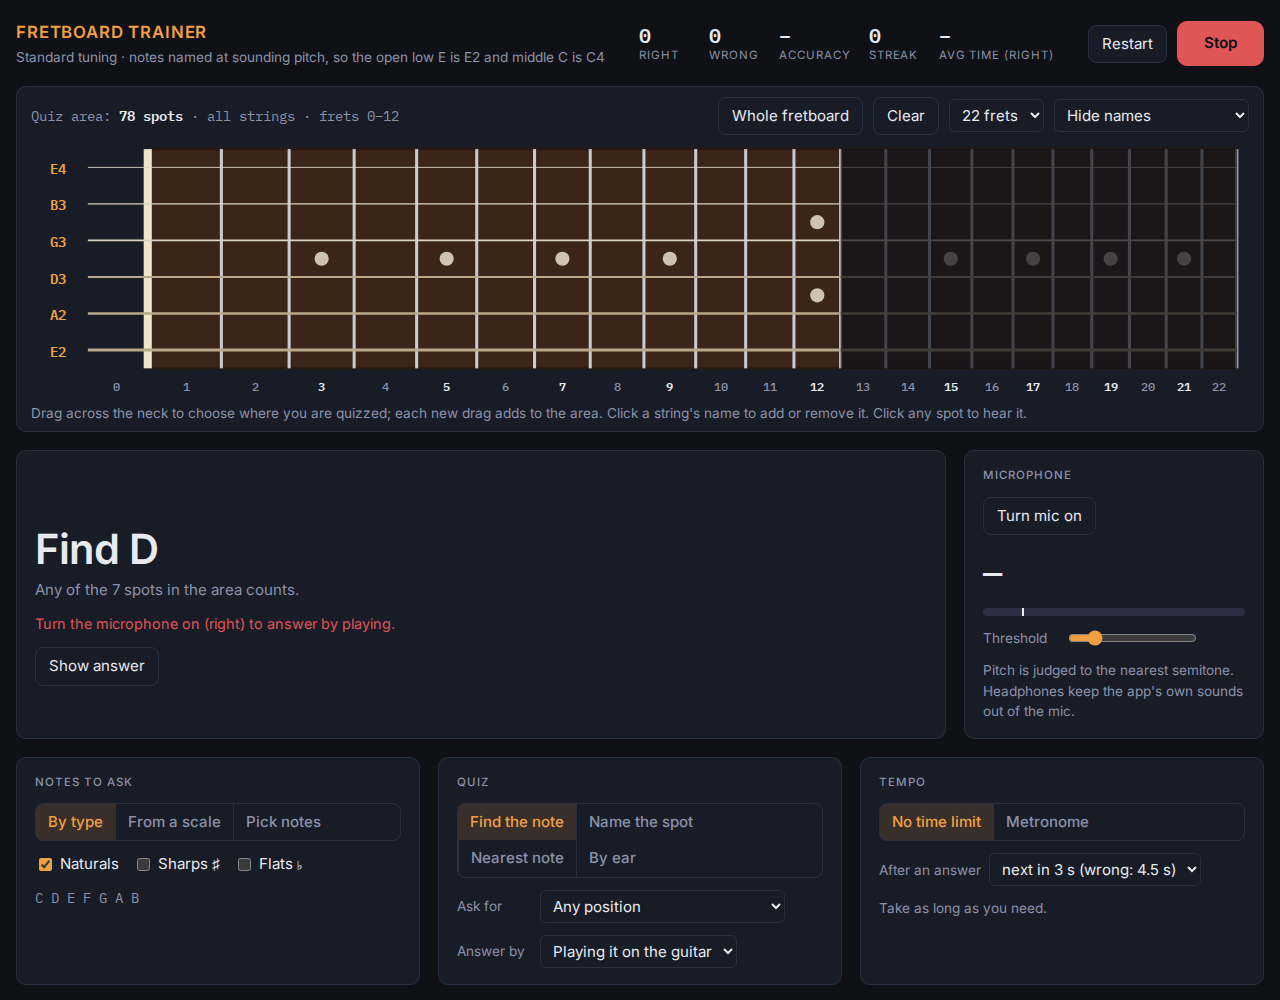 FRETBOARD TRAINER
Standard tuning · notes named at sounding pitch, so the open low E is E2 and middle C is C4
0 0 – 0 –
RIGHT WRONG ACCURACY STREAK AVG TIME (RIGHT)
Restart Stop
Quiz area: 78 spots · all strings · frets 0–12
Whole fretboard Clear 22 frets Hide names
E4
B3
G3
D3
A2
E2
0 1 2 3 4 5 6 7 8 9 10 11 12 13 14 15 16 17 18 19 20 21 22
Drag across the neck to choose where you are quizzed; each new drag adds to the area. Click a string's name to add or remove it. Click any spot to hear it.
Find D
Any of the 7 spots in the area counts.
Turn the microphone on (right) to answer by playing.
Show answer
MICROPHONE
Turn mic on
—
Threshold
Pitch is judged to the nearest semitone.
Headphones keep the app's own sounds
out of the mic.
NOTES TO ASK
By type From a scale Pick notes
Naturals Sharps ♯ Flats ♭
C D E F G A B
QUIZ
Find the note Name the spot
Nearest note By ear
Ask for Any position
Answer by Playing it on the guitar
TEMPO
No time limit Metronome
After an answer next in 3 s (wrong: 4.5 s)
Take as long as you need.